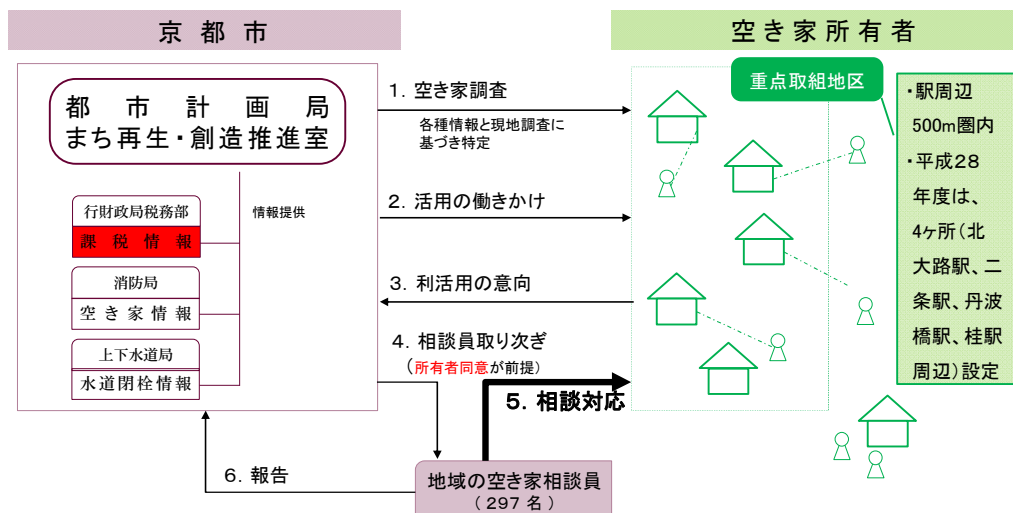 京都市
空き家所有者
都市計画局
まち再生・創造推進室
行財政局税務部
課税情報
消防局
空き家情報
上下水道局
水道閉栓情報
情報提供
1．空き家調査
各種情報と現地調査に
基づき特定
2．活用の働きかけ
3．利活用の意向
4．相談員取り次ぎ
（所有者同意が前提）
5．相談対応
6．報告
地域の空き家相談員
（297名）
重点取組地区
・駅周辺
500m圏内
・平成28
年度は、
4ヶ所（北
大路駅、二
条駅、丹波
橋駅、桂駅
周辺）設定